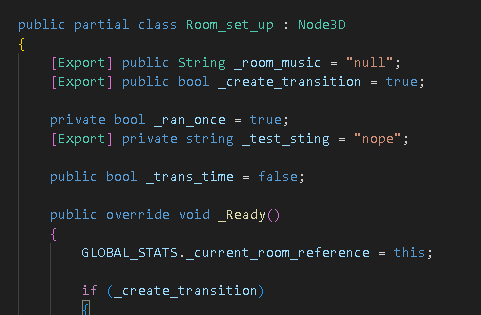 public partial class Room_set_up : Node3D
{
[Export] public String _room_music = "null";
[Export] public bool _create_transition = true;
private bool _ran_once = true;
[Export] private string _test_sting = "nope";
public bool _trans_time = false;
public override void _Ready()
{
GLOBAL_STATS._current_room_reference = this;
if (_create_transition)
{